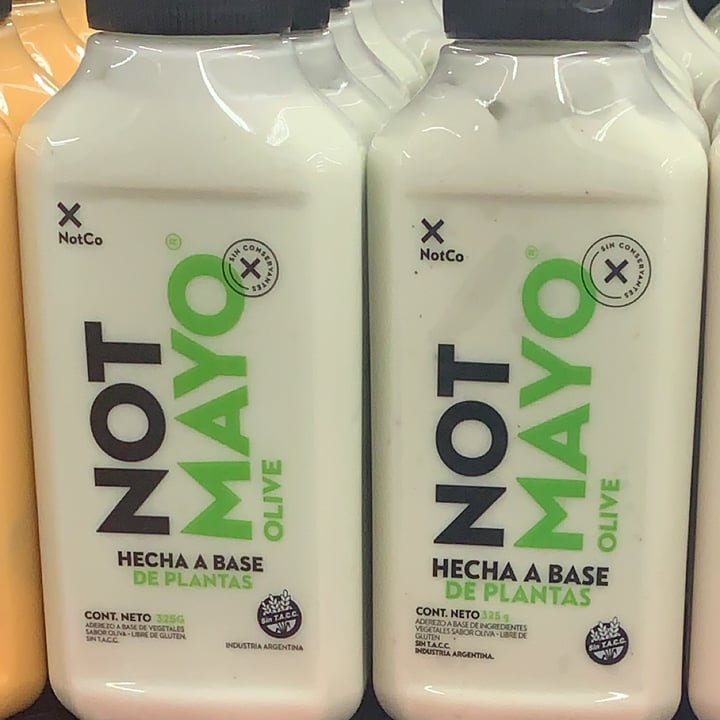 NotCo
SIN CONSERVANTES
NOT
MAYO®
OLIVE
HECHA A BASE
DE PLANTAS
CONT. NETO 325G
ADEREZO A BASE DE VEGETALES
SABOR OLIVA - LIBRE DE GLUTEN.
SIN T.A.C.C.
Sin T.A.C.C.
INDUSTRIA ARGENTINA
NotCo
SIN CONSERVANTES
NOT
MAYO®
OLIVE
HECHA A BASE
DE PLANTAS
CONT. NETO 325 g
ADEREZO A BASE DE INGREDIENTES
VEGETALES SABOR OLIVA - LIBRE DE
GLUTEN
SIN T.A.C.C.
INDUSTRIA ARGENTINA.
Sin T.A.C.C.